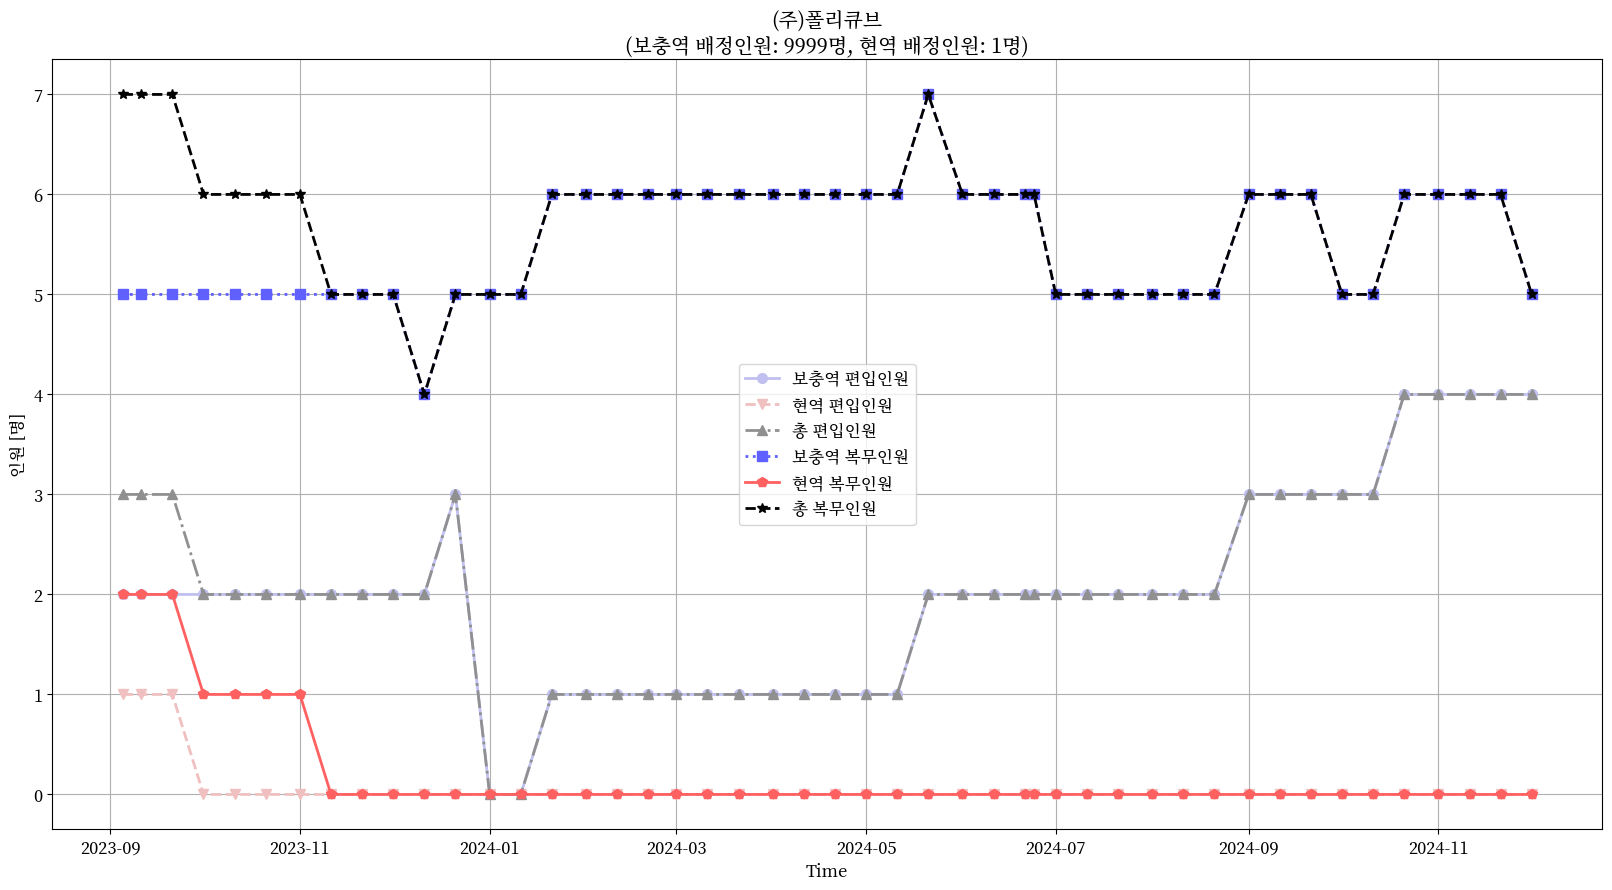 (주)폴리큐브
(보충역 배정인원: 9999명, 현역 배정인원: 1명)
인원 [명]
7
6
5
4
3
2
1
0
보충역 편입인원
현역 편입인원
총 편입인원
보충역 복무인원
현역 복무인원
총 복무인원
2023-09
2023-11
2024-01
2024-03
2024-05
2024-07
2024-09
2024-11
Time